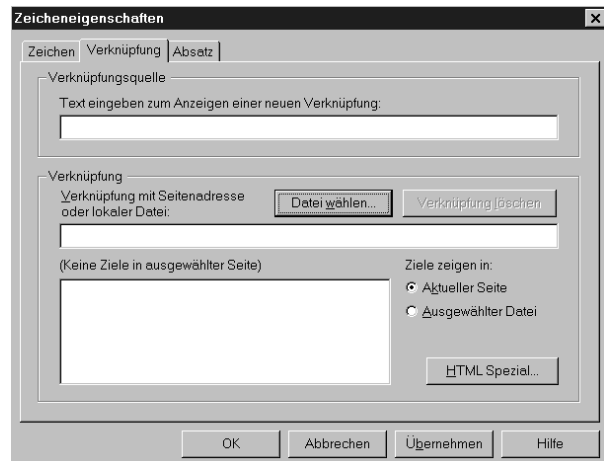 Zeicheneigenschaften
Zeichen Verknüpfung Absatz
Verknüpfungsquelle
Text eingeben zum Anzeigen einer neuen Verknüpfung:
Verknüpfung
Verknüpfung mit Seitenadresse
oder lokaler Datei:
Datei wählen... Verknüpfung löschen
(Keine Ziele in ausgewählter Seite) Ziele zeigen in:
Aktueller Seite
Ausgewählter Datei
HTML Spezial...
OK Abbrechen Übernehmen Hilfe